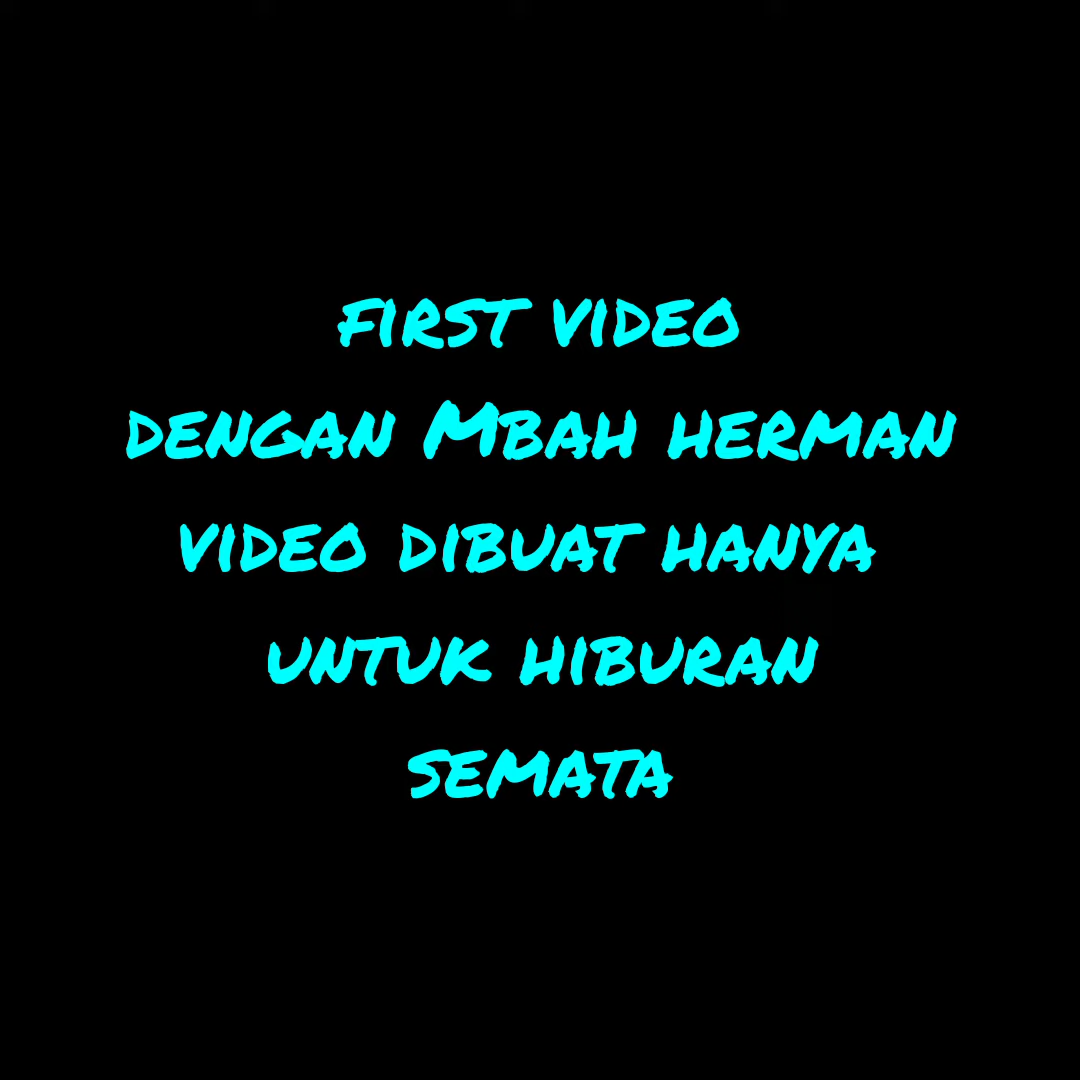 FIRST VIDEO
DENGAN MBAH HERMAN
VIDEO DIBUAT HANYA
UNTUK HIBURAN
SEMATA